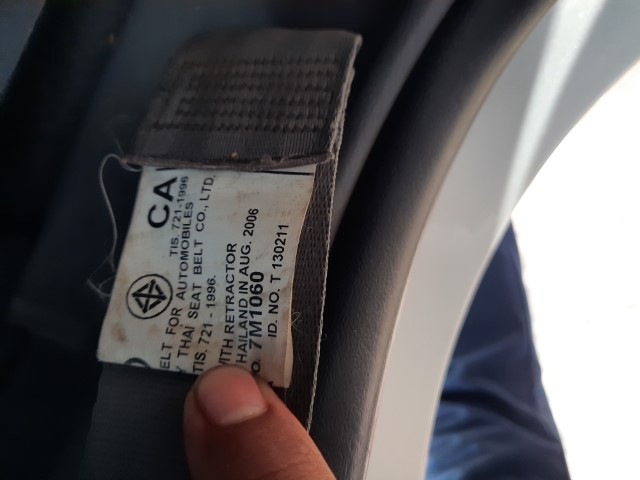 CA
TIS. 721-1996
ELT FOR AUTOMOBILES
Y THAI SEAT BELT CO., LTD.
TIS. 721 - 1996.
ITH RETRACTOR
HAILAND IN AUG. 2006
O. 7M1060
ID. NO. T 130211